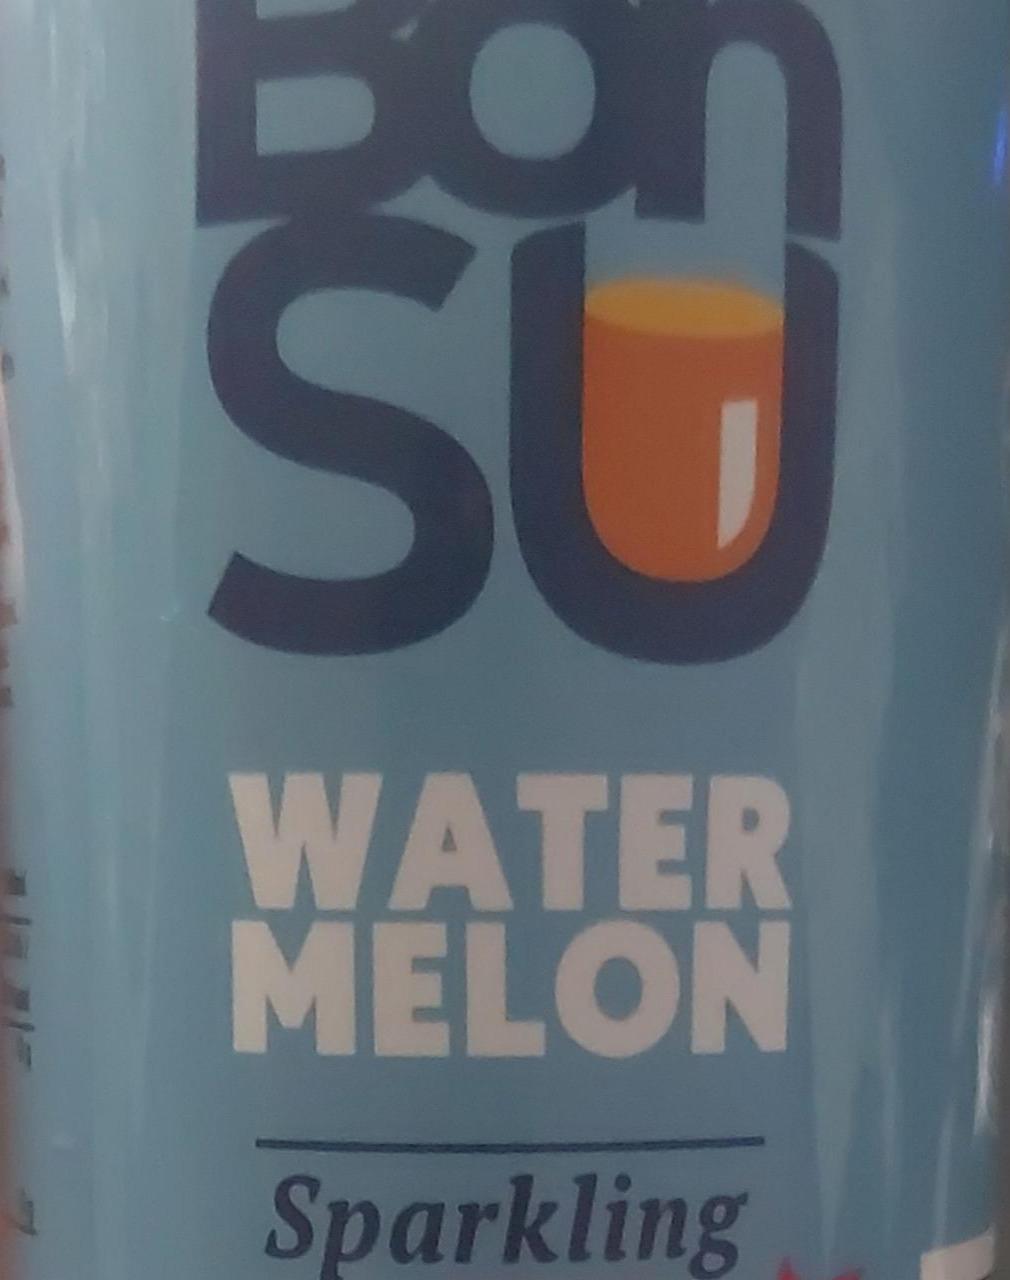 Bon
SU
WATER
MELON
Sparkling